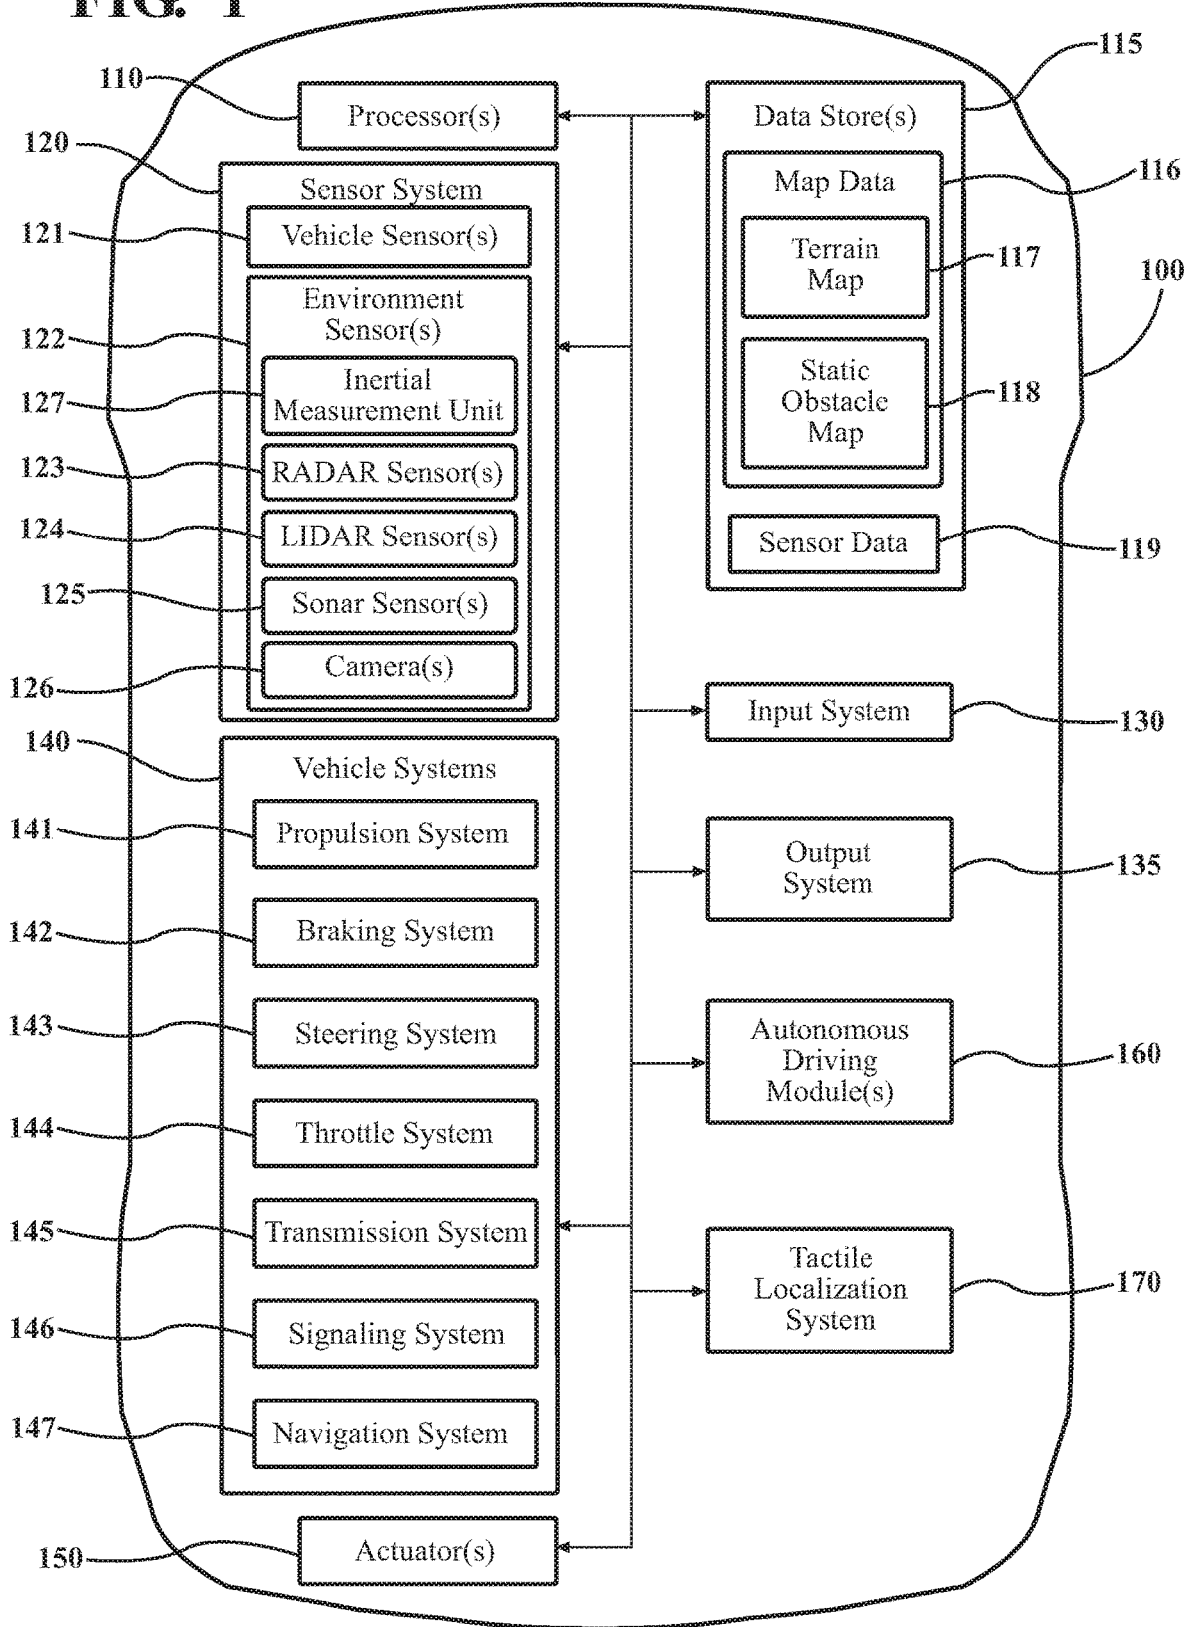 FIG. 1
110
Processor(s)
120
Sensor System
121
Vehicle Sensor(s)
122
Environment
Sensor(s)
127
Inertial
Measurement Unit
123
RADAR Sensor(s)
124
LIDAR Sensor(s)
125
Sonar Sensor(s)
126
Camera(s)
140
Vehicle Systems
141
Propulsion System
142
Braking System
143
Steering System
144
Throttle System
145
Transmission System
146
Signaling System
147
Navigation System
150
Actuator(s)
115
Data Store(s)
116
Map Data
117
Terrain
Map
100
118
Static
Obstacle
Map
119
Sensor Data
130
Input System
135
Output
System
160
Autonomous
Driving
Module(s)
170
Tactile
Localization
System